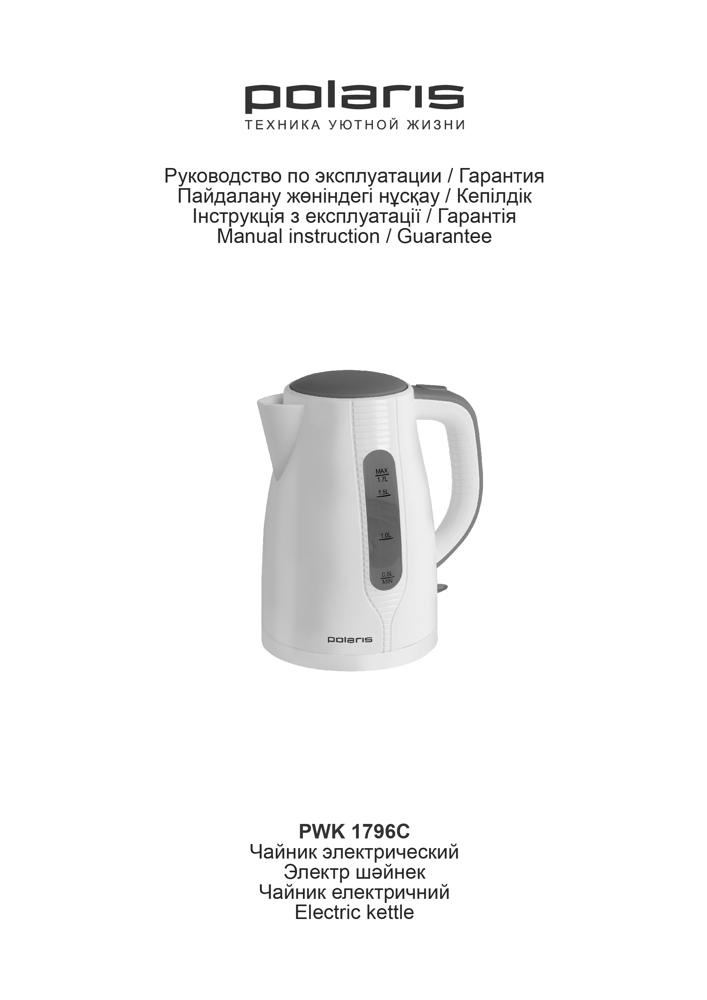 polaris
ТЕХНИКА УЮТНОЙ ЖИЗНИ
Руководство по эксплуатации / Гарантия
Пайдалану жөніндегі нұсқау / Кепілдік
Інструкція з експлуатації / Гарантія
Manual instruction / Guarantee
MAX
1.7L
1.5L
1.0L
0.5L
MIN
polaris
PWK 1796C
Чайник электрический
Электр шәйнек
Чайник електричний
Electric kettle